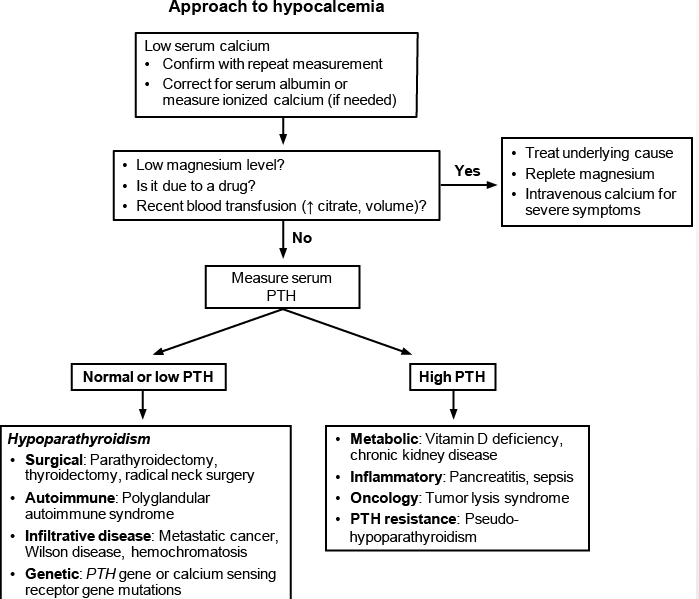 Approach to hypocalcemia
Low serum calcium
• Confirm with repeat measurement
• Correct for serum albumin or
measure ionized calcium (if needed)
• Low magnesium level?
• Is it due to a drug?
• Recent blood transfusion (↑ citrate, volume)?
Yes
• Treat underlying cause
• Replete magnesium
• Intravenous calcium for
severe symptoms
No
Measure serum
PTH
Normal or low PTH
High PTH
Hypoparathyroidism
• Surgical: Parathyroidectomy,
thyroidectomy, radical neck surgery
• Autoimmune: Polyglandular
autoimmune syndrome
• Infiltrative disease: Metastatic cancer,
Wilson disease, hemochromatosis
• Genetic: PTH gene or calcium sensing
receptor gene mutations
• Metabolic: Vitamin D deficiency,
chronic kidney disease
• Inflammatory: Pancreatitis, sepsis
• Oncology: Tumor lysis syndrome
• PTH resistance: Pseudo-
hypoparathyroidism